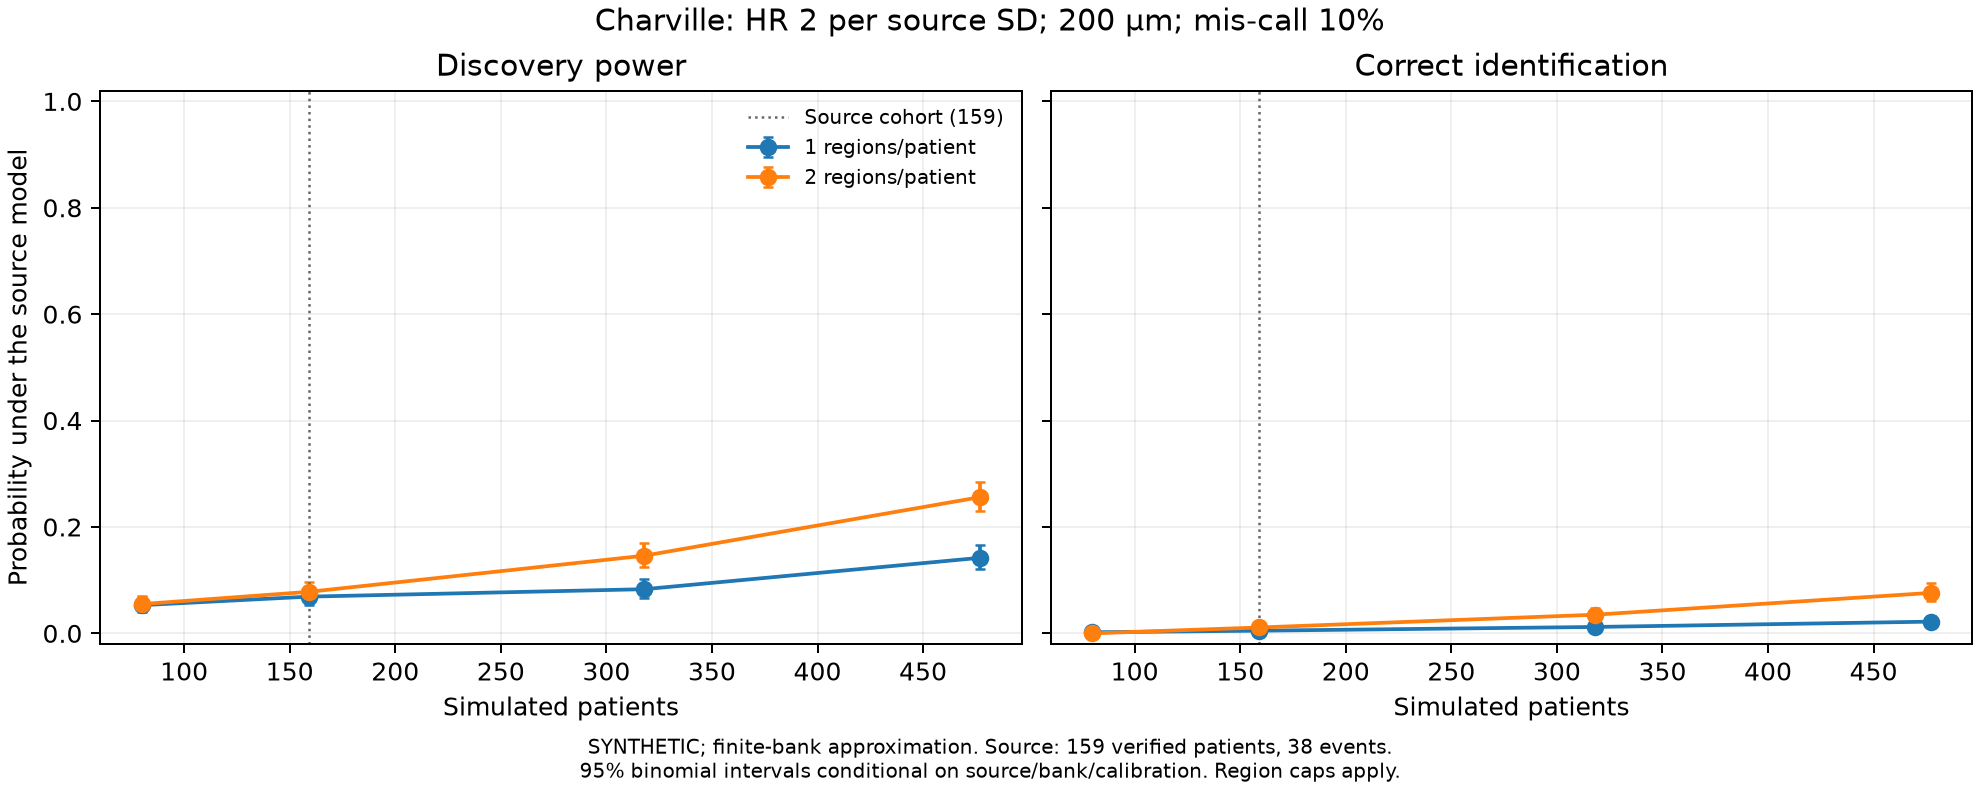 Charville: HR 2 per source SD; 200 µm; mis-call 10%
Discovery power
Correct identification
Probability under the source model
1.0
0.8
0.6
0.4
0.2
0.0
Source cohort (159)
1 regions/patient
2 regions/patient
100 150 200 250 300 350 400 450
100 150 200 250 300 350 400 450
Simulated patients
Simulated patients
SYNTHETIC; finite-bank approximation. Source: 159 verified patients, 38 events.
95% binomial intervals conditional on source/bank/calibration. Region caps apply.